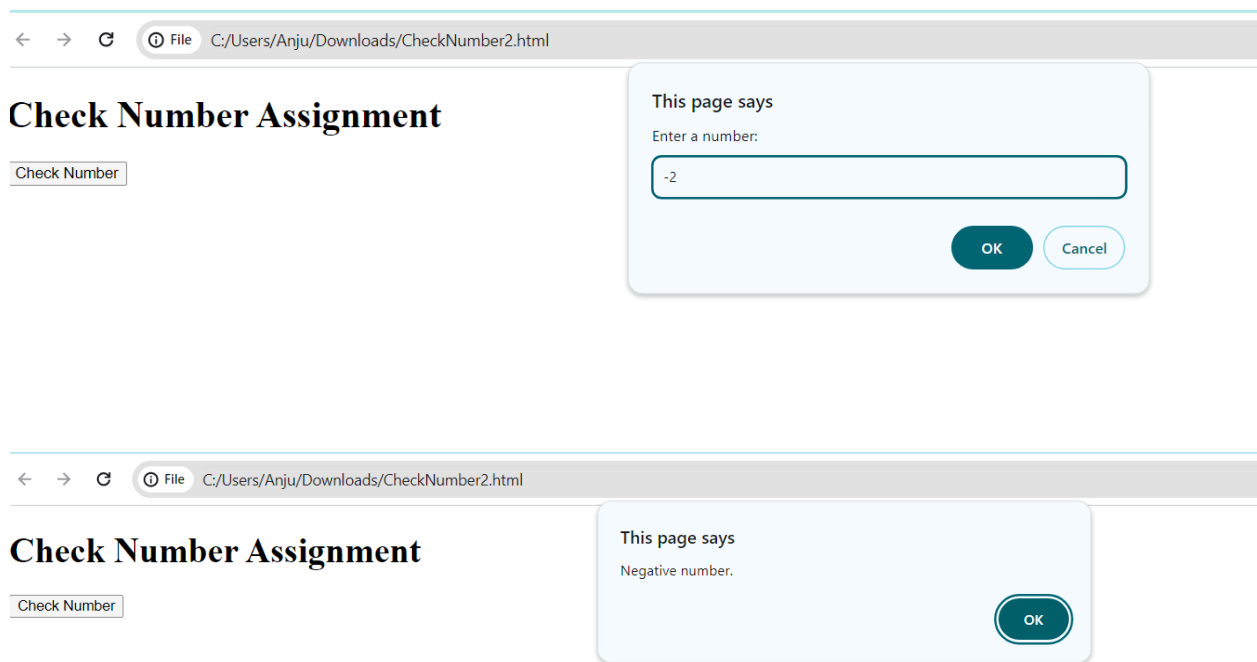 File C:/Users/Anju/Downloads/CheckNumber2.html
Check Number Assignment
Check Number
This page says
Enter a number:
-2
OK Cancel
File C:/Users/Anju/Downloads/CheckNumber2.html
Check Number Assignment
Check Number
This page says
Negative number.
OK